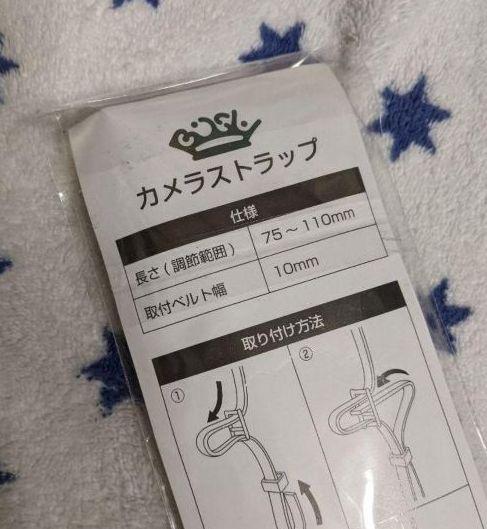 カメラストラップ
仕様
長さ(調節範囲) 75～110mm
取付ベルト幅 10mm
取り付け方法
① ②